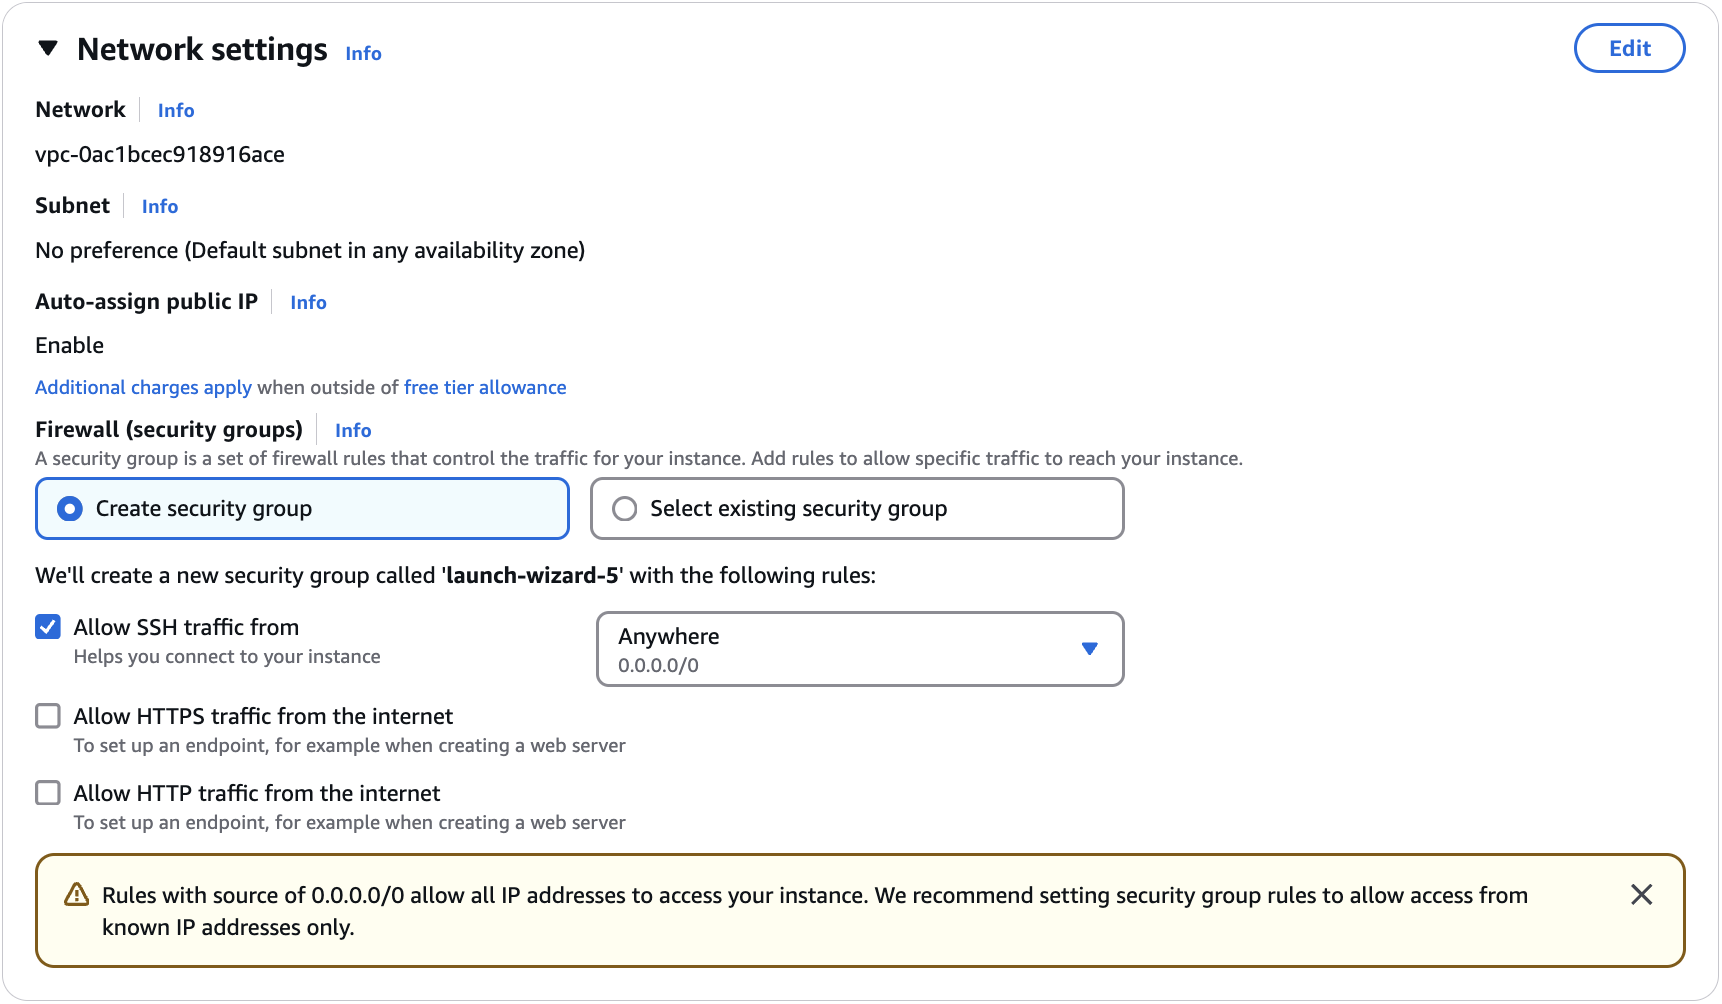 Network settings Info
Edit
Network Info
vpc-0ac1bcec918916ace
Subnet Info
No preference (Default subnet in any availability zone)
Auto-assign public IP Info
Enable
Additional charges apply when outside of free tier allowance
Firewall (security groups) Info
A security group is a set of firewall rules that control the traffic for your instance. Add rules to allow specific traffic to reach your instance.
Create security group
Select existing security group
We'll create a new security group called 'launch-wizard-5' with the following rules:
Allow SSH traffic from
Helps you connect to your instance
Anywhere
0.0.0.0/0
Allow HTTPS traffic from the internet
To set up an endpoint, for example when creating a web server
Allow HTTP traffic from the internet
To set up an endpoint, for example when creating a web server
Rules with source of 0.0.0.0/0 allow all IP addresses to access your instance. We recommend setting security group rules to allow access from
known IP addresses only.